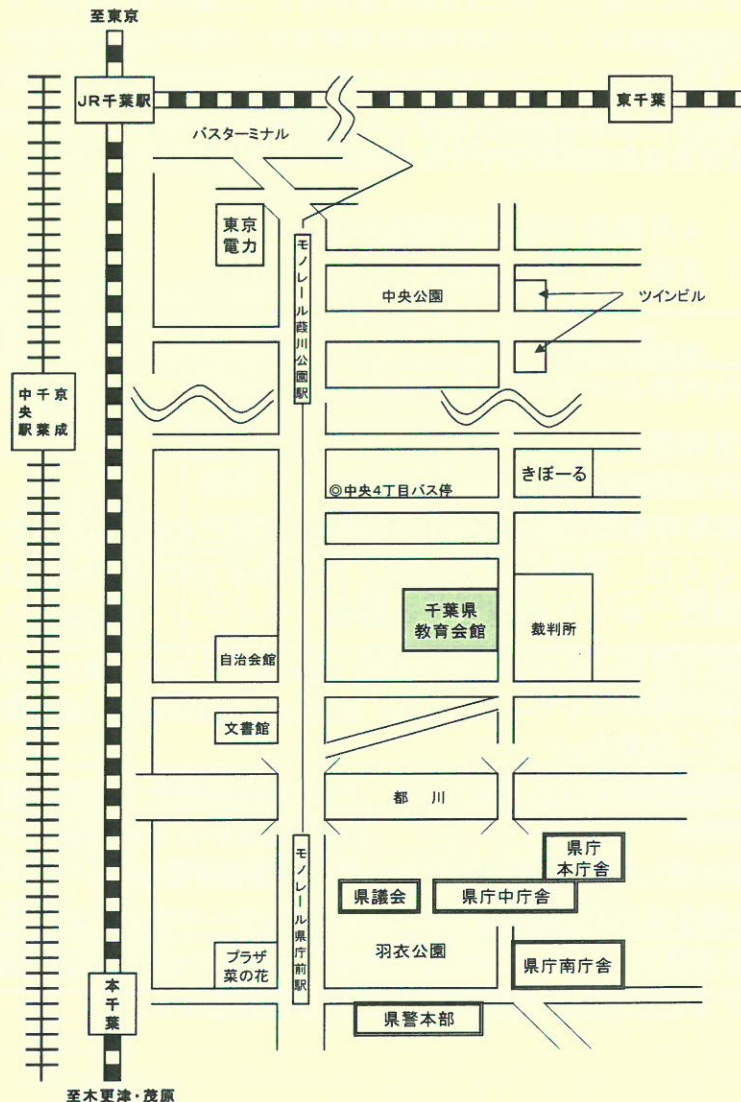 至東京
JR千葉駅
東千葉
バスターミナル
東京
電力
モノレール葭川公園駅
中央公園
ツインビル
京成
千葉
中央駅
きぼーる
◎中央4丁目バス停
千葉県
教育会館
裁判所
自治会館
文書館
都 川
県庁
本庁舎
モノレール県庁前駅
県議会
県庁中庁舎
プラザ
菜の花
羽衣公園
県庁南庁舎
本千葉
県警本部
至木更津・茂原